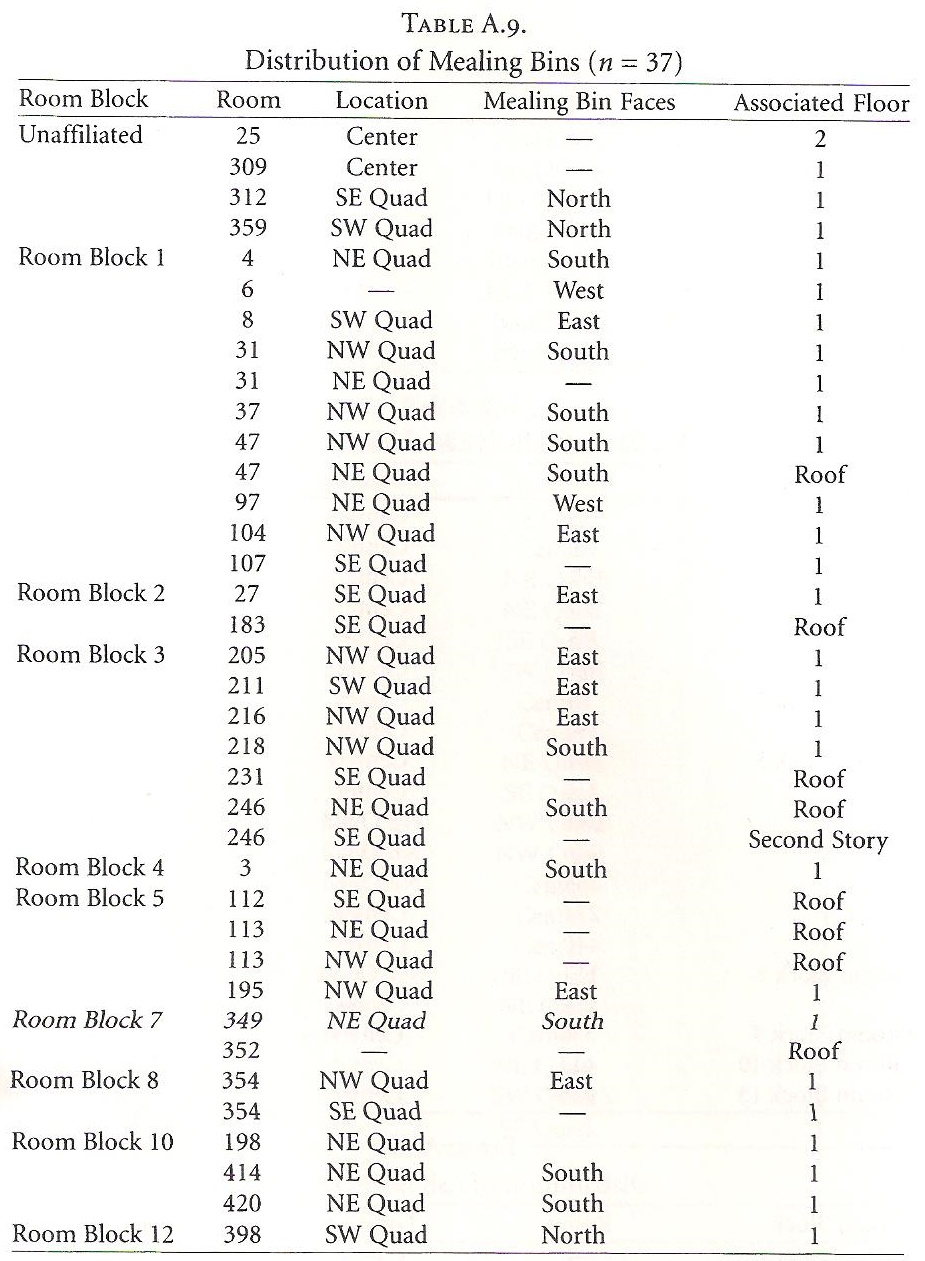 TABLE A.9.
Distribution of Mealing Bins (n = 37)
Room Block Room Location Mealing Bin Faces Associated Floor
Unaffiliated 25 Center — 2
309 Center — 1
312 SE Quad North 1
359 SW Quad North 1
Room Block 1 4 NE Quad South 1
6 — West 1
8 SW Quad East 1
31 NW Quad South 1
31 NE Quad — 1
37 NW Quad South 1
47 NW Quad South 1
47 NE Quad South Roof
97 NE Quad West 1
104 NW Quad East 1
107 SE Quad — 1
Room Block 2 27 SE Quad East 1
183 SE Quad — Roof
Room Block 3 205 NW Quad East 1
211 SW Quad East 1
216 NW Quad East 1
218 NW Quad South 1
231 SE Quad — Roof
246 NE Quad South Roof
246 SE Quad — Second Story
Room Block 4 3 NE Quad South 1
Room Block 5 112 SE Quad — Roof
113 NE Quad — Roof
113 NW Quad — Roof
195 NW Quad East 1
Room Block 7 349 NE Quad South 1
352 — — Roof
Room Block 8 354 NW Quad East 1
354 SE Quad — 1
Room Block 10 198 NE Quad 1
414 NE Quad South 1
420 NE Quad South 1
Room Block 12 398 SW Quad North 1